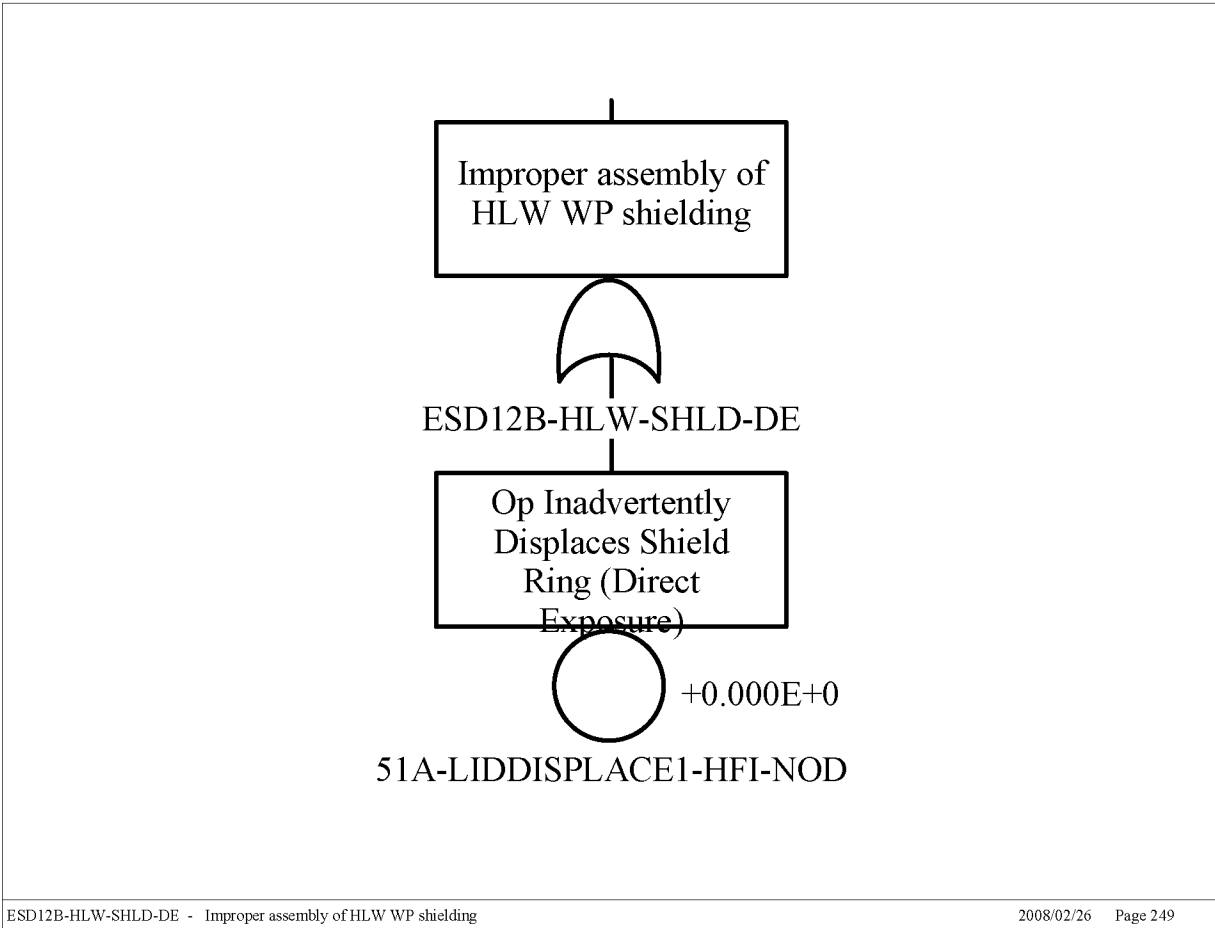 Improper assembly of
HLW WP shielding
ESD12B-HLW-SHLD-DE
Op Inadvertently
Displaces Shield
Ring (Direct
Exposure)
+0.000E+0
51A-LIDDISPLACE1-HFI-NOD
ESD12B-HLW-SHLD-DE - Improper assembly of HLW WP shielding 2008/02/26 Page 249